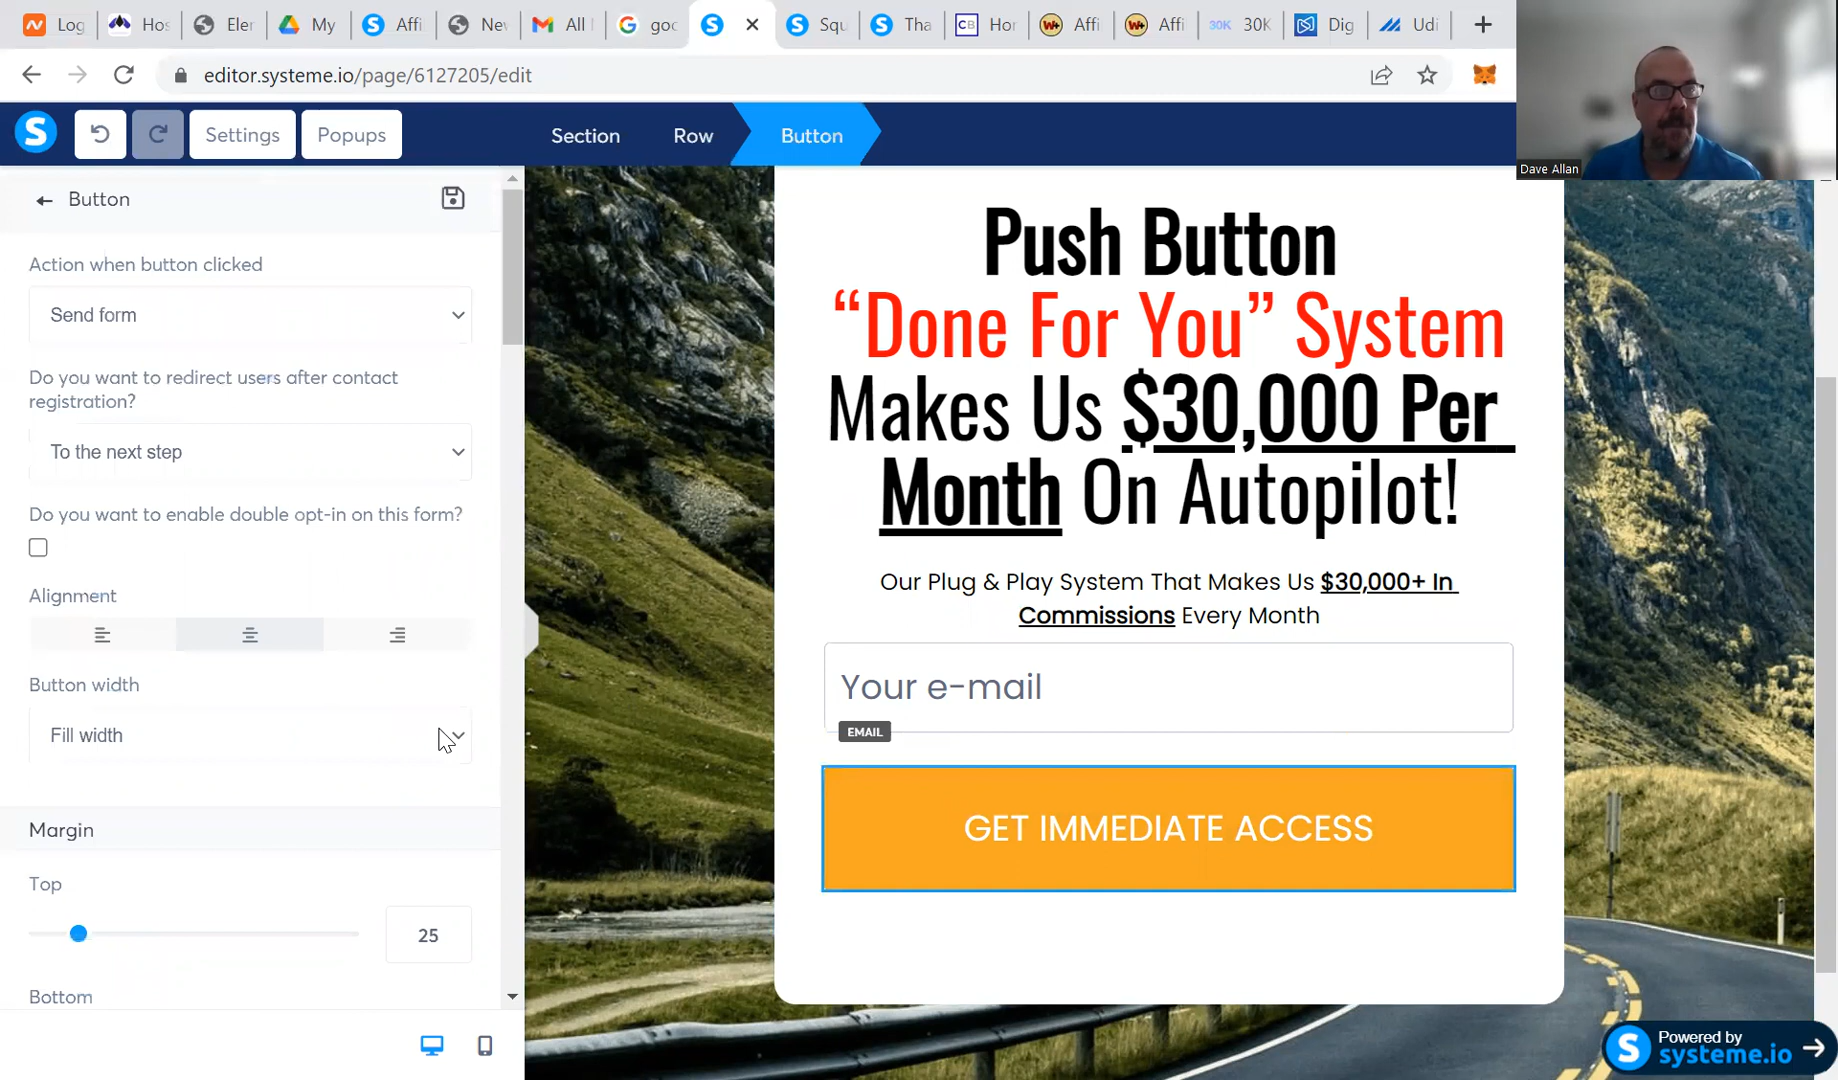 Log
Hos
Eler
My
Affi
Nev
All
goc
Squ
Tha
CB
Hor
W+
Affi
W+
Affi
30K
30K
Dig
Udi
editor.systeme.io/page/6127205/edit
S
Settings
Popups
Section
Row
Button
Dave Allan
Button
Action when button clicked
Send form
Do you want to redirect users after contact
registration?
To the next step
Do you want to enable double opt-in on this form?
Alignment
Button width
Fill width
Margin
Top
25
Bottom
Push Button
“Done For You” System
Makes Us $30,000 Per
Month On Autopilot!
Our Plug & Play System That Makes Us $30,000+ In
Commissions Every Month
Your e-mail
EMAIL
GET IMMEDIATE ACCESS
S
Powered by
systeme.io